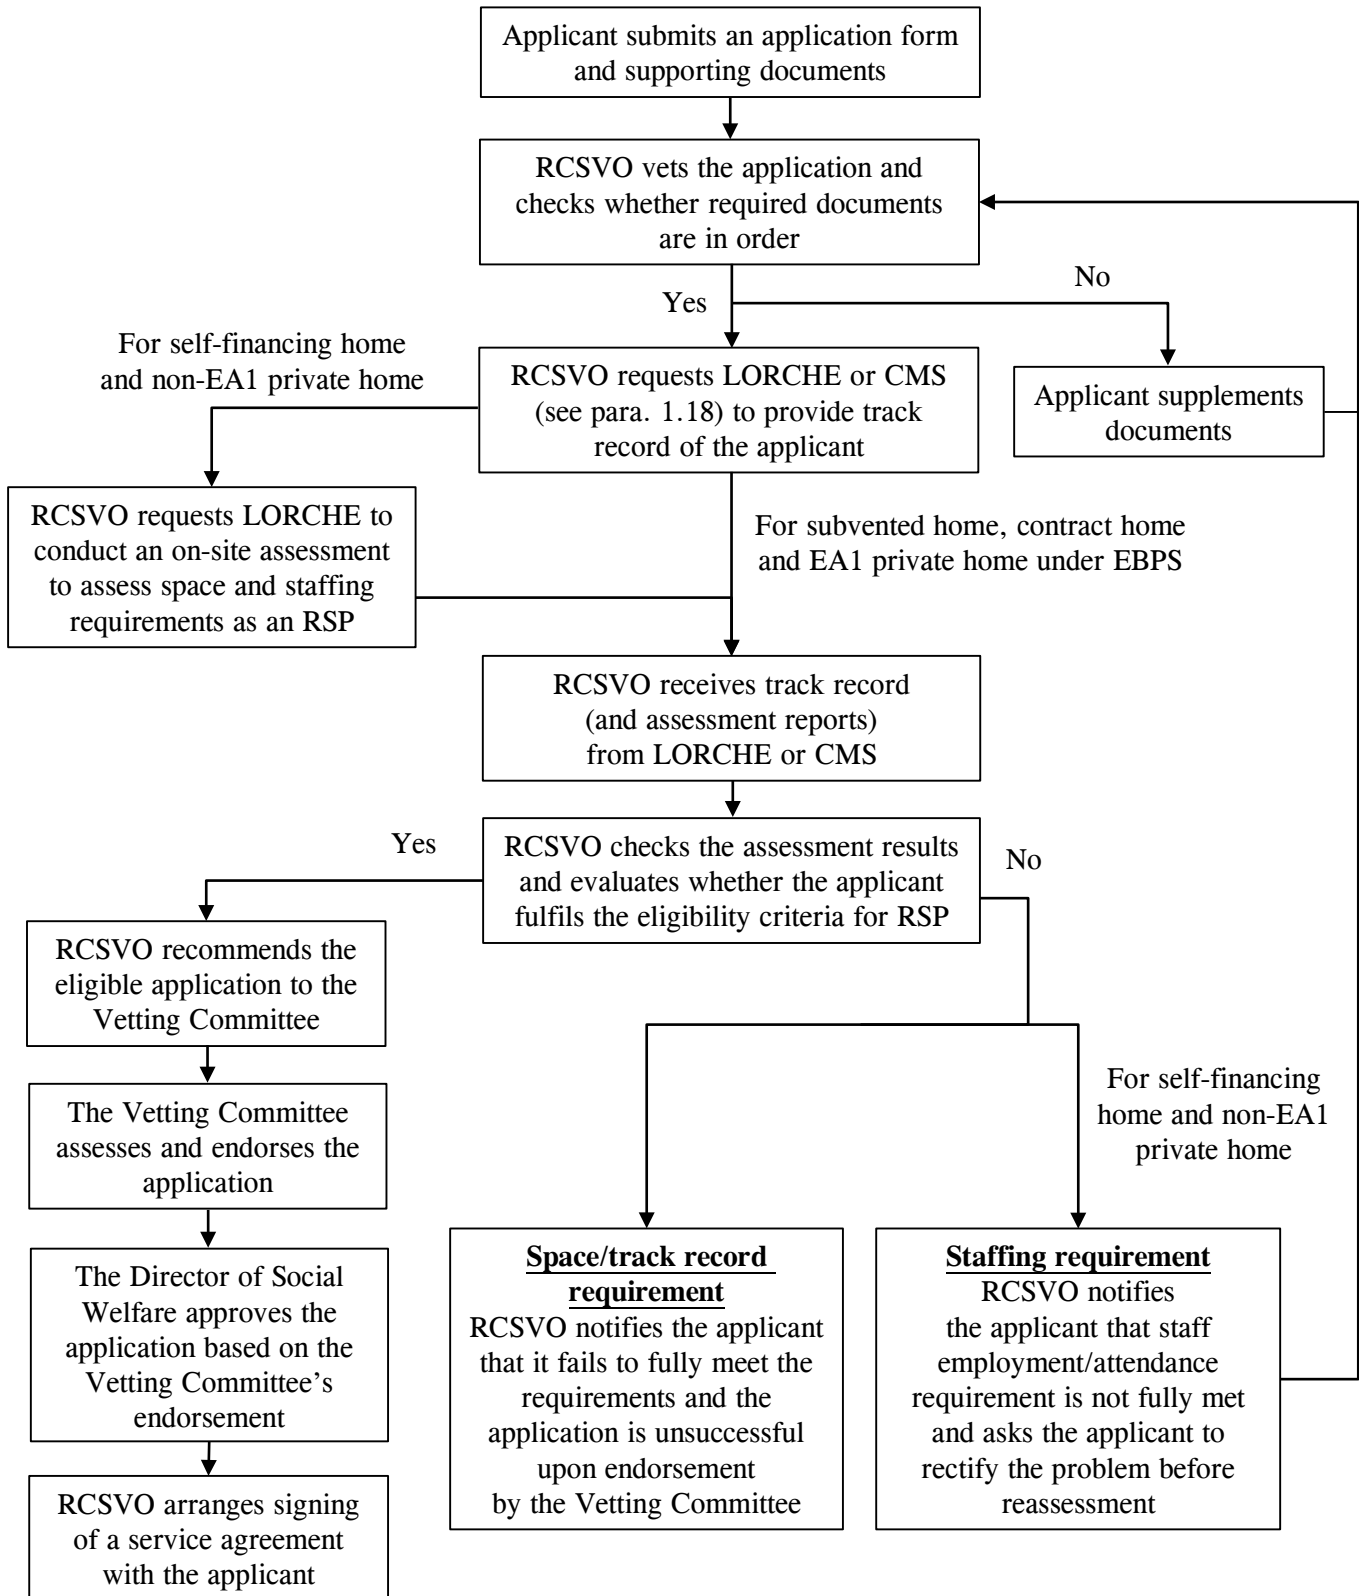 Applicant submits an application form
and supporting documents
RCSVO vets the application and
checks whether required documents
are in order
Yes
No
For self-financing home
and non-EA1 private home
RCSVO requests LORCHE or CMS
(see para. 1.18) to provide track
record of the applicant
Applicant supplements
documents
RCSVO requests LORCHE to
conduct an on-site assessment
to assess space and staffing
requirements as an RSP
For subvented home, contract home
and EA1 private home under EBPS
RCSVO receives track record
(and assessment reports)
from LORCHE or CMS
RCSVO checks the assessment results
and evaluates whether the applicant
fulfils the eligibility criteria for RSP
Yes
No
RCSVO recommends the
eligible application to the
Vetting Committee
The Vetting Committee
assesses and endorses the
application
The Director of Social
Welfare approves the
application based on the
Vetting Committee's
endorsement
RCSVO arranges signing
of a service agreement
with the applicant
For self-financing
home and non-EA1
private home
Space/track record
requirement
RCSVO notifies the applicant
that it fails to fully meet the
requirements and the
application is unsuccessful
upon endorsement
by the Vetting Committee
Staffing requirement
RCSVO notifies
the applicant that staff
employment/attendance
requirement is not fully met
and asks the applicant to
rectify the problem before
reassessment